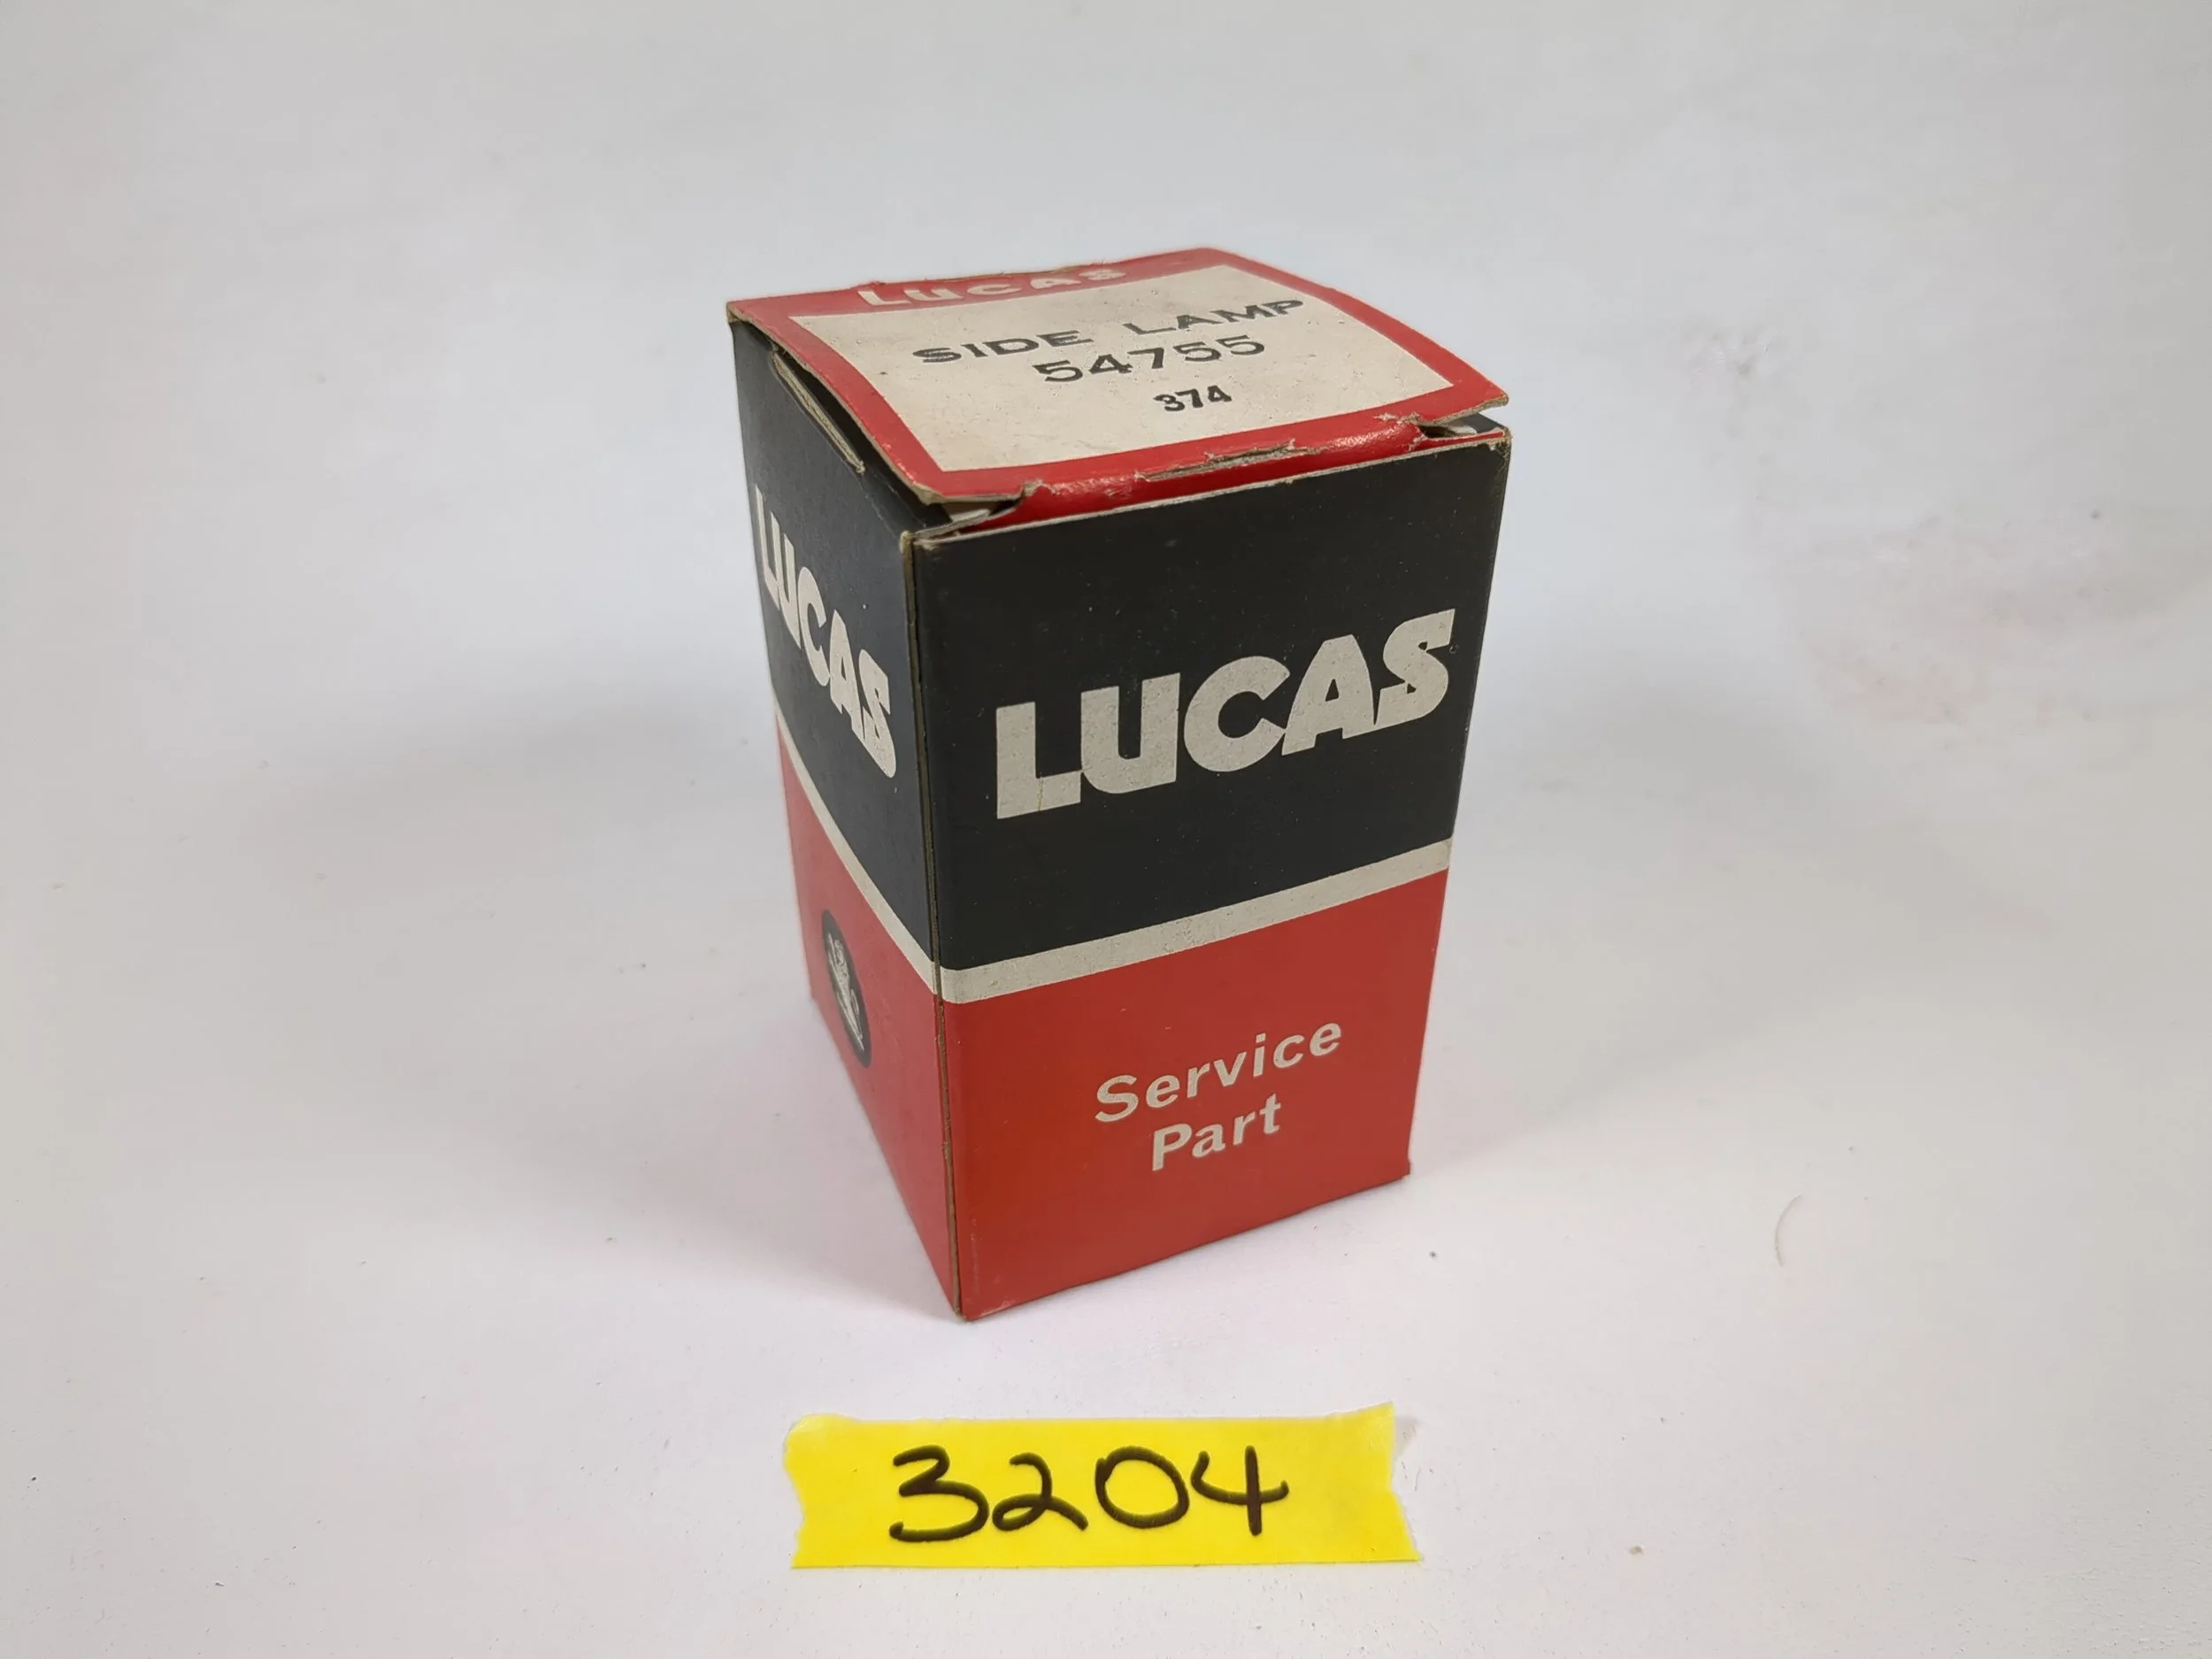 LUCAS
SIDE LAMP
54755
374
LUCAS
LUCAS
Service
Part
3204